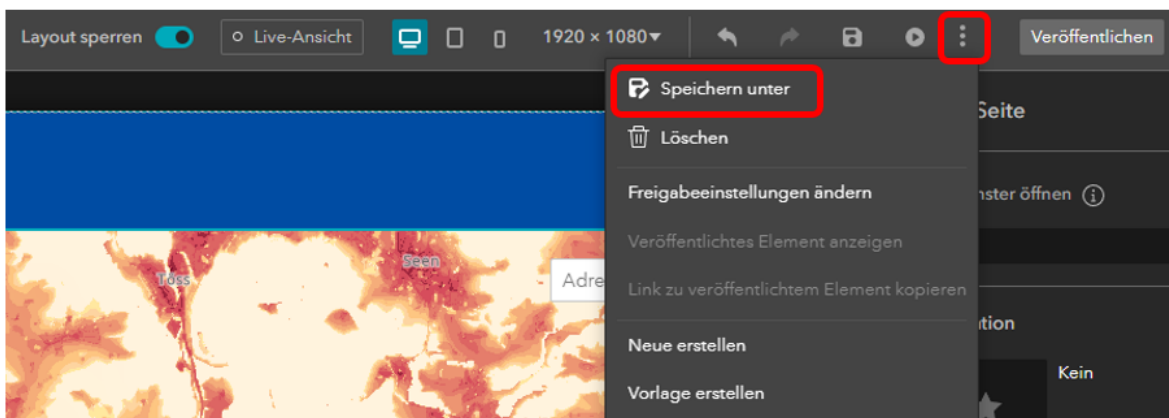 Layout sperren Live-Ansicht 1920 × 1080 Veröffentlichen
Speichern unter
Seite
Löschen
Freigabeeinstellungen ändern
nster öffnen
Veröffentlichtes Element anzeigen
Töss
Seen
Adre
Link zu veröffentlichtem Element kopieren
ation
Neue erstellen
Kein
Vorlage erstellen